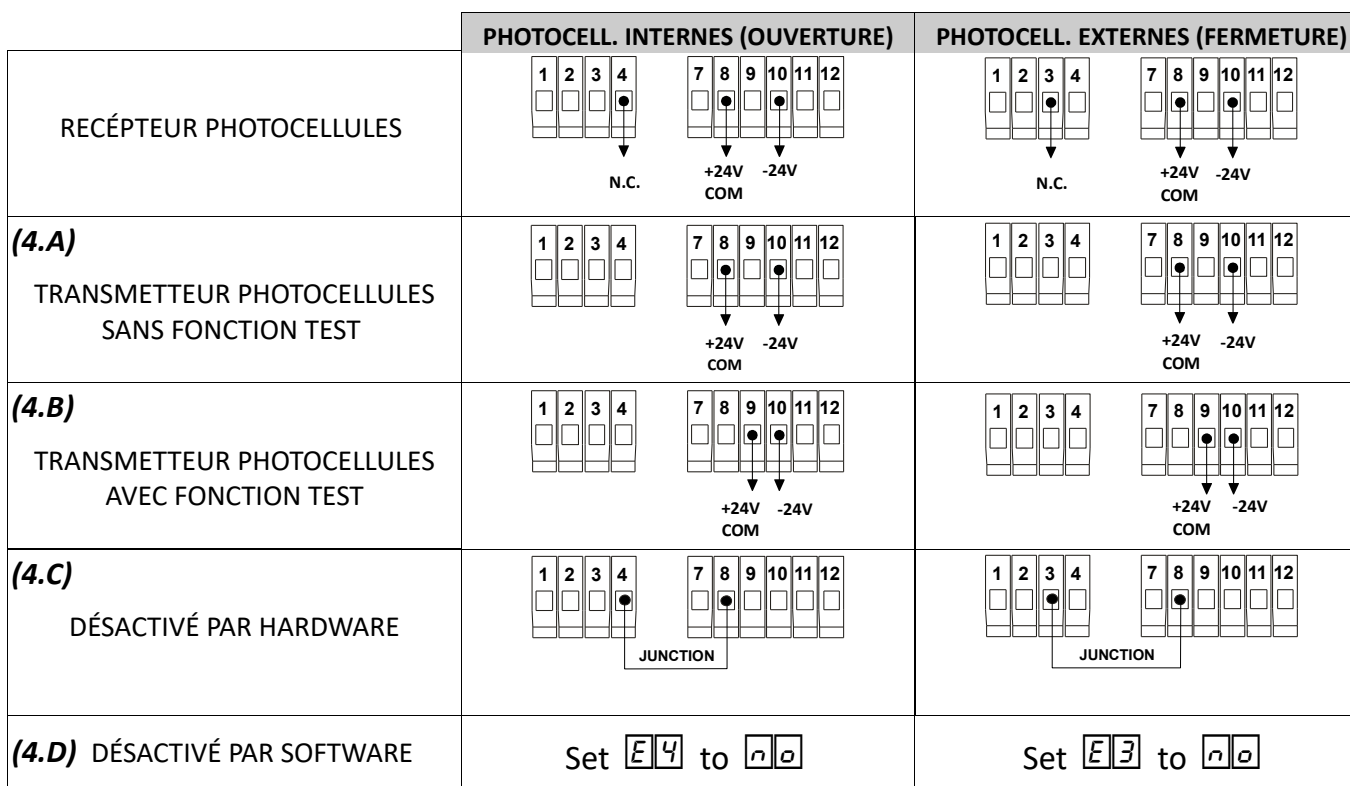 PHOTOCELL. INTERNES (OUVERTURE) PHOTOCELL. EXTERNES (FERMETURE)
RECÉPTEUR PHOTOCELLULES
1 2 3 4 7 8 9 10 11 12
N.C. +24V -24V
COM
1 2 3 4 7 8 9 10 11 12
N.C. +24V -24V
COM
(4.A)
TRANSMETTEUR PHOTOCELLULES
SANS FONCTION TEST
1 2 3 4 7 8 9 10 11 12
+24V -24V
COM
1 2 3 4 7 8 9 10 11 12
+24V -24V
COM
(4.B)
TRANSMETTEUR PHOTOCELLULES
AVEC FONCTION TEST
1 2 3 4 7 8 9 10 11 12
+24V -24V
COM
1 2 3 4 7 8 9 10 11 12
+24V -24V
COM
(4.C)
DÉSACTIVÉ PAR HARDWARE
1 2 3 4 7 8 9 10 11 12
JUNCTION
1 2 3 4 7 8 9 10 11 12
JUNCTION
(4.D) DÉSACTIVÉ PAR SOFTWARE
Set E4 to no
Set E3 to no